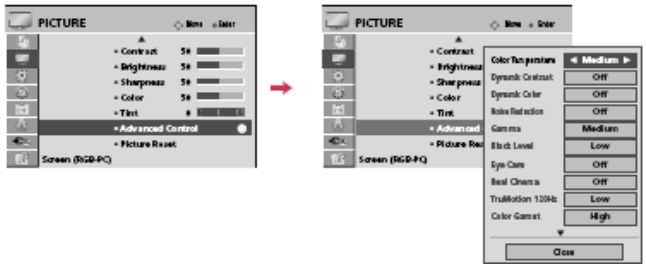 PICTURE
Move Enter
• Contrast 50
• Brightness 50
• Sharpness 50
• Color 50
• Tint 0
• Advanced Control
• Picture Reset
Screen (RGB-PC)
PICTURE
Move Enter
• Contrast
• Brightness
• Sharpness
• Color
• Tint
• Advanced
• Picture Res
Screen (RGB-PC)
Color Temperature ◀ Medium ▶
Dynamic Contrast Off
Dynamic Color Off
Noise Reduction Off
Gamma Medium
Black Level Low
Eye Care Off
Real Cinema Off
TruMotion 120Hz Low
Color Gamut High
Close